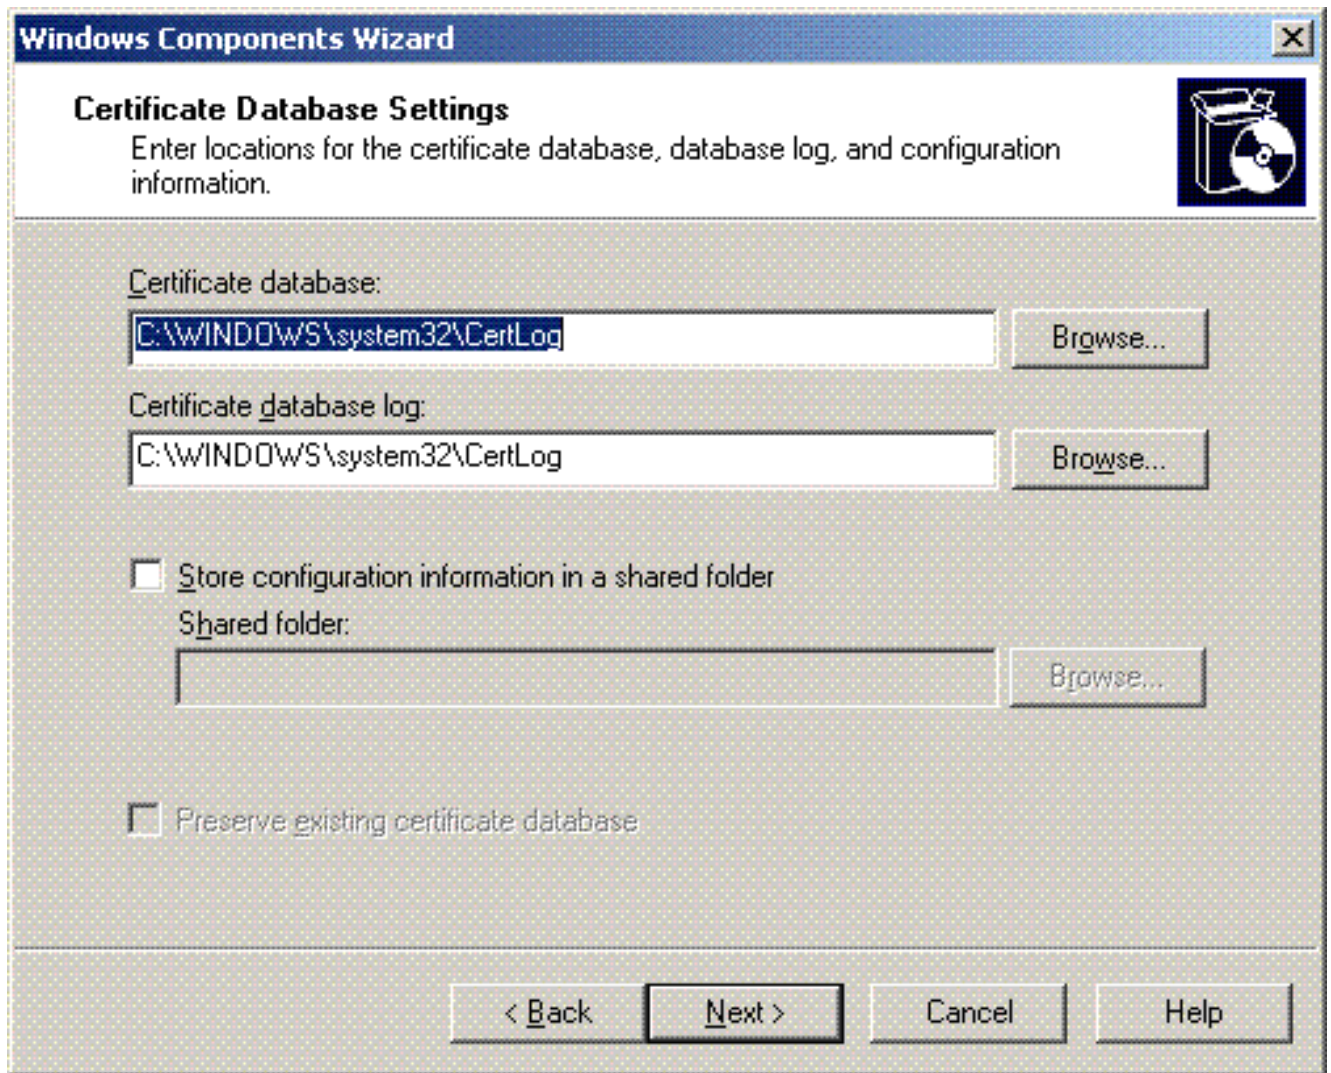 Windows Components Wizard
Certificate Database Settings
Enter locations for the certificate database, database log, and configuration
information.
Certificate database:
C:\WINDOWS\system32\CertLog
Browse...
Certificate database log:
C:\WINDOWS\system32\CertLog
Browse...
Store configuration information in a shared folder
Shared folder:
Browse...
Preserve existing certificate database
< Back
Next >
Cancel
Help